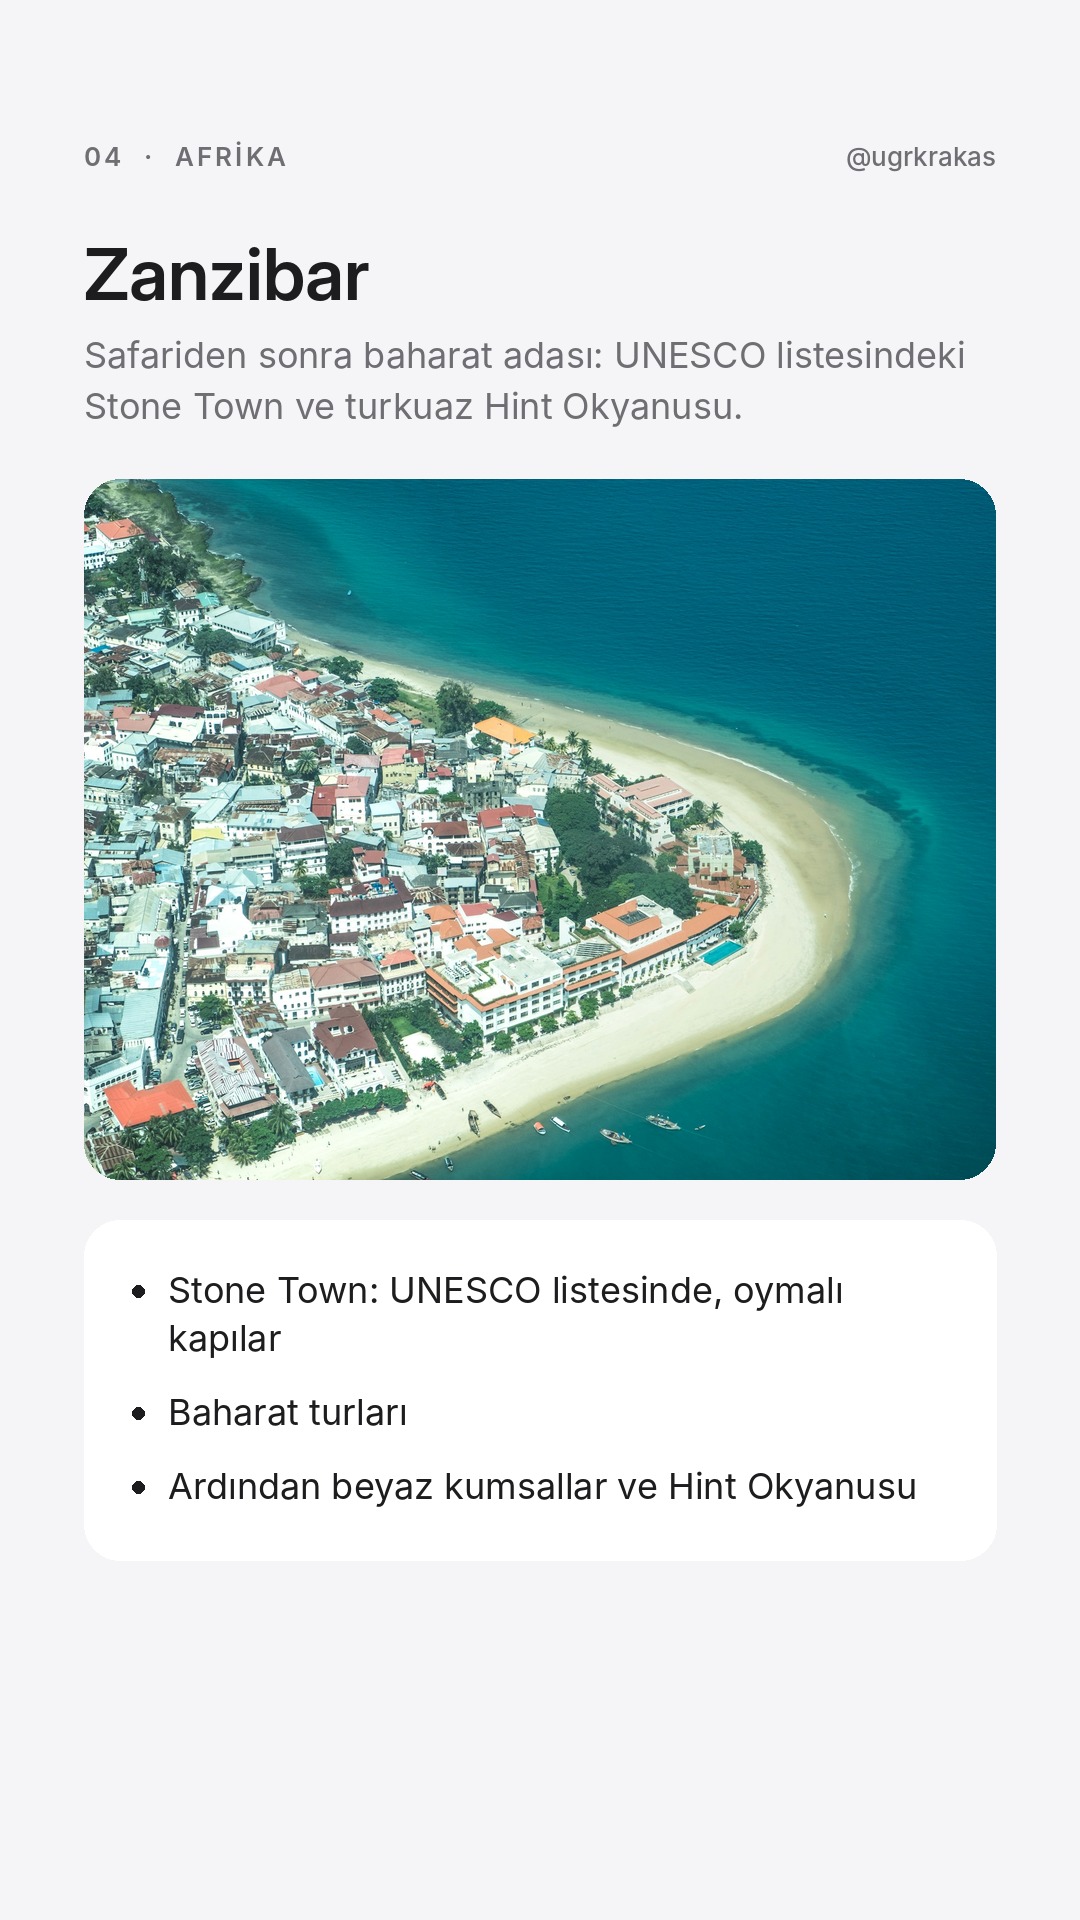 04 · AFRİKA
@ugrkrakas
Zanzibar
Safariden sonra baharat adası: UNESCO listesindeki
Stone Town ve turkuaz Hint Okyanusu.
• Stone Town: UNESCO listesinde, oymalı
kapılar
• Baharat turları
• Ardından beyaz kumsallar ve Hint Okyanusu